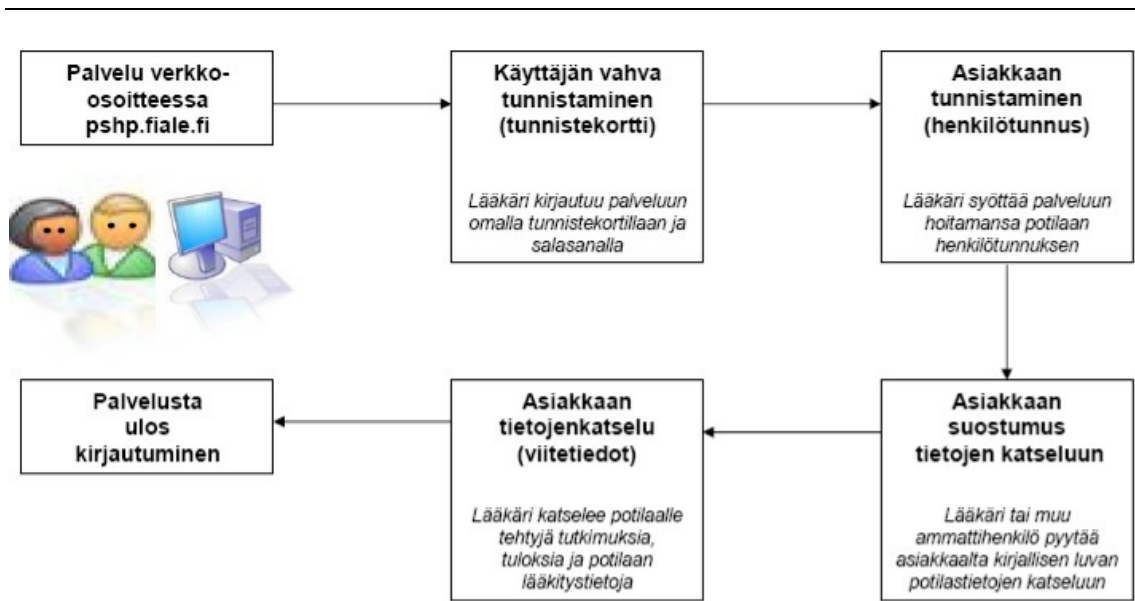 Palvelu verkko-
osoitteessa
pshp.fiale.fi
Käyttäjän vahva
tunnistaminen
(tunnistekortti)
Lääkäri kirjautuu palveluun
omalla tunnistekortillaan ja
salasanalla
Asiakkaan
tunnistaminen
(henkilötunnus)
Lääkäri syöttää palveluun
hoitamansa potilaan
henkilötunnuksen
Asiakkaan
suostumus
tietojen katseluun
Lääkäri tai muu
ammattihenkilö pyytää
asiakkaalta kirjallisen luvan
potilastietojen katseluun
Asiakkaan
tietojenkatselu
(viitetiedot)
Lääkäri katselee potilaalle
tehtyjä tutkimuksia,
tuloksia ja potilaan
lääkitystietoja
Palvelusta
ulos
kirjautuminen